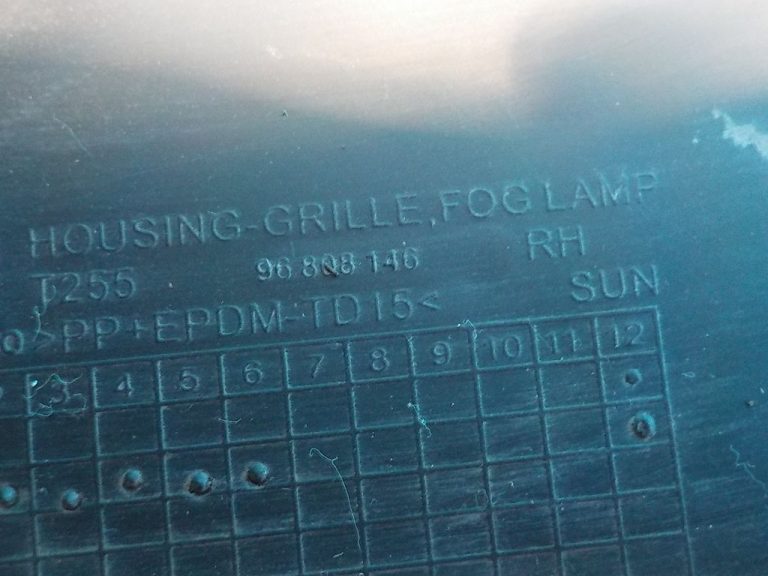 HOUSING-GRILLE,FOG LAMP
T255 96 808 146 RH
>PP+EPDM-TD15< SUN
3 4 5 6 7 8 9 10 11 12